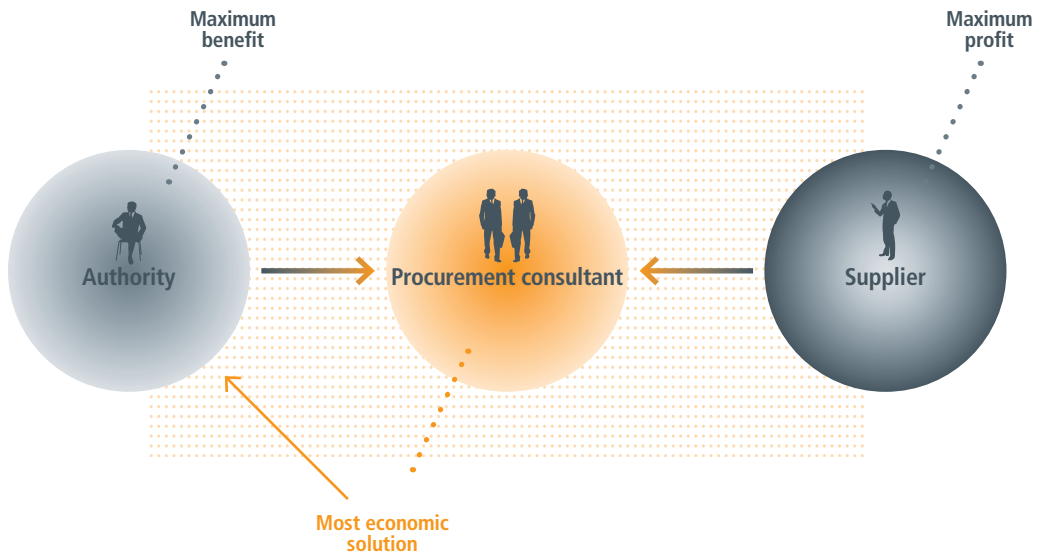 Maximum
benefit
Maximum
profit
Authority
Procurement consultant
Supplier
Most economic
solution